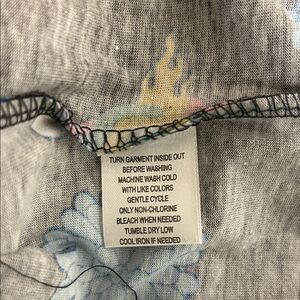 TURN GARMENT INSIDE OUT
BEFORE WASHING
MACHINE WASH COLD
WITH LIKE COLORS
GENTLE CYCLE
ONLY NON-CHLORINE
BLEACH WHEN NEEDED
TUMBLE DRY LOW
COOL IRON IF NEEDED